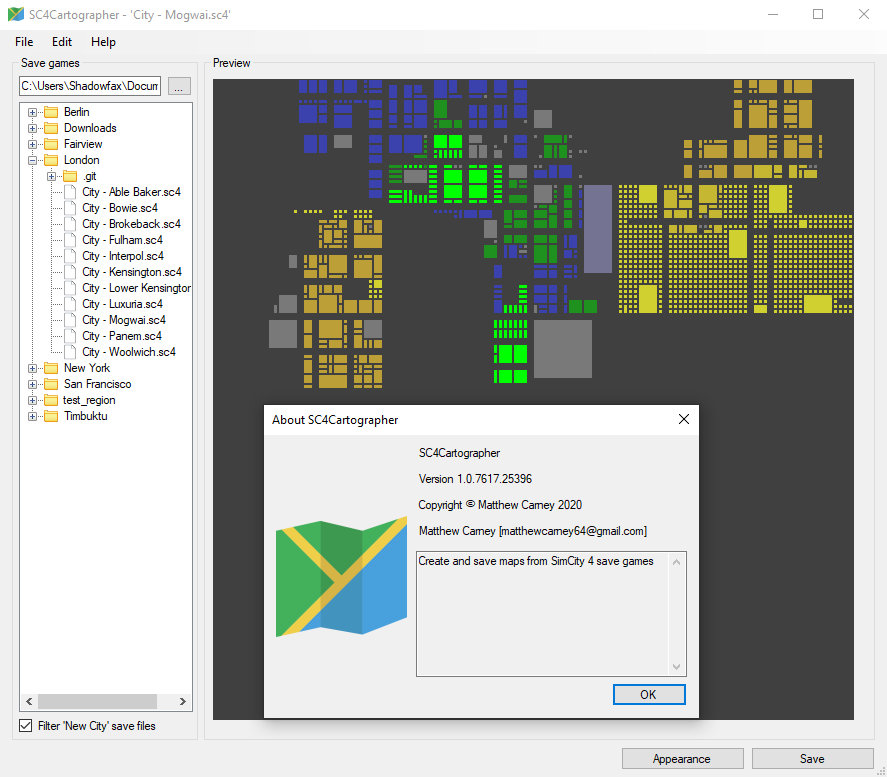 SC4Cartographer - 'City - Mogwai.sc4'
File Edit Help
Save games
Preview
C:\Users\Shadowfax\Docum
...
Berlin
Downloads
Fairview
London
.git
City - Able Baker.sc4
City - Bowie.sc4
City - Brokeback.sc4
City - Fulham.sc4
City - Interpol.sc4
City - Kensington.sc4
City - Lower Kensington
City - Luxuria.sc4
City - Mogwai.sc4
City - Panem.sc4
City - Woolwich.sc4
New York
San Francisco
test_region
Timbuktu
Filter 'New City' save files
About SC4Cartographer
SC4Cartographer
Version 1.0.7617.25396
Copyright © Matthew Carney 2020
Matthew Carney [matthewcarney64@gmail.com]
Create and save maps from SimCity 4 save games
OK
Appearance
Save